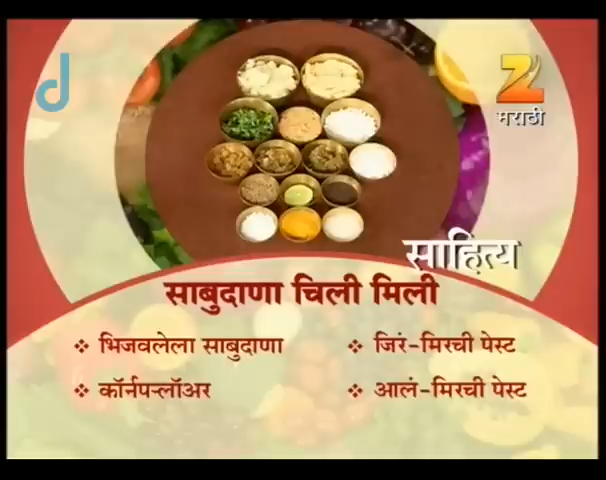 मराठी
साहित्य
साबुदाणा चिली मिली
भिजवलेला साबुदाणा
जिरं-मिरची पेस्ट
कॉर्नफ्लॉअर
आलं-मिरची पेस्ट